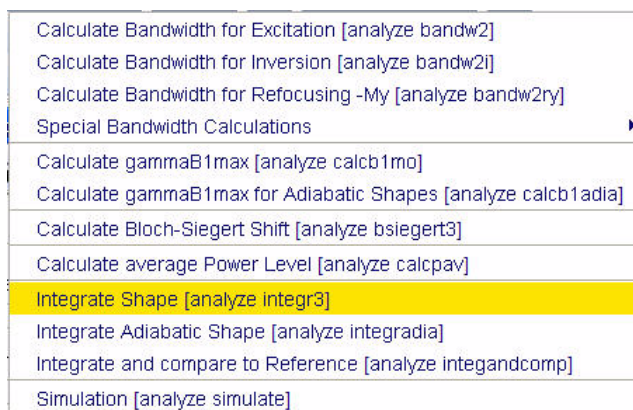 Calculate Bandwidth for Excitation [analyze bandw2]
Calculate Bandwidth for Inversion [analyze bandw2i]
Calculate Bandwidth for Refocusing -My [analyze bandw2ry]
Special Bandwidth Calculations
Calculate gammaB1max [analyze calcb1mo]
Calculate gammaB1max for Adiabatic Shapes [analyze calcb1adia]
Calculate Bloch-Siegert Shift [analyze bsiegert3]
Calculate average Power Level [analyze calcpav]
Integrate Shape [analyze integr3]
Integrate Adiabatic Shape [analyze integradia]
Integrate and compare to Reference [analyze integandcomp]
Simulation [analyze simulate]